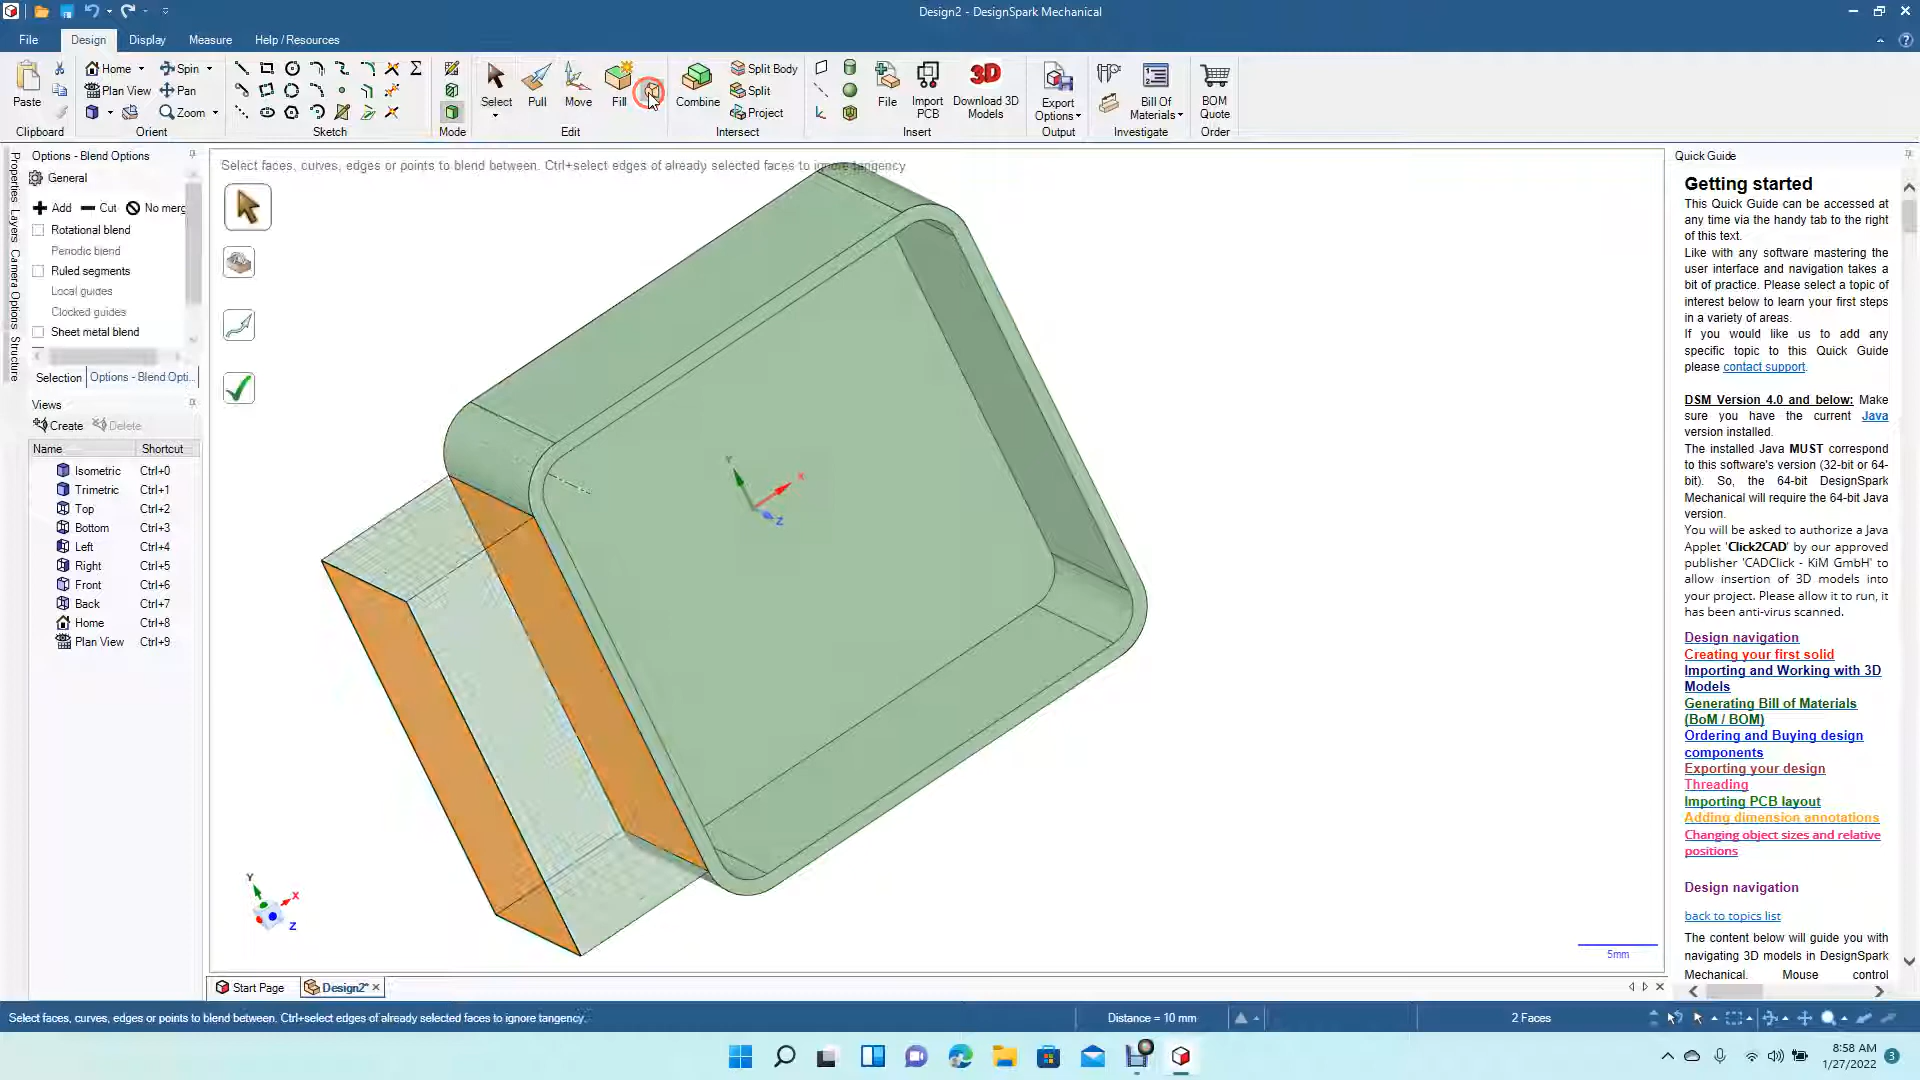 Design2 - DesignSpark Mechanical
File Design Display Measure Help / Resources
Paste
Home Spin
Plan View Pan
Zoom
Select Pull Move Fill
Combine
Split Body
Split
Project
File
Import PCB
Download 3D Models
Export Options
Bill Of Materials
BOM Quote
Clipboard Orient Sketch Mode Edit Intersect Insert Output Investigate Order
Properties Layers Camera Options Structure
Options - Blend Options
General
Add Cut No merg
Rotational blend
Periodic blend
Ruled segments
Local guides
Clocked guides
Sheet metal blend
Selection Options - Blend Opti...
Views
Create Delete
Name Shortcut
Isometric Ctrl+0
Trimetric Ctrl+1
Top Ctrl+2
Bottom Ctrl+3
Left Ctrl+4
Right Ctrl+5
Front Ctrl+6
Back Ctrl+7
Home Ctrl+8
Plan View Ctrl+9
Select faces, curves, edges or points to blend between. Ctrl+select edges of already selected faces to ignore tangency
Y X Z
Y X Z
5mm
Quick Guide
Getting started
This Quick Guide can be accessed at
any time via the handy tab to the right
of this text.
Like with any software mastering the
user interface and navigation takes a
bit of practice. Please select a topic of
interest below to learn your first steps
in a variety of areas.
If you would like us to add any
specific topic to this Quick Guide
please contact support.
DSM Version 4.0 and below: Make
sure you have the current Java
version installed.
The installed Java MUST correspond
to this software's version (32-bit or 64-
bit). So, the 64-bit DesignSpark
Mechanical will require the 64-bit Java
version.
You will be asked to authorize a Java
Applet 'Click2CAD' by our approved
publisher 'CADClick - KiM GmbH' to
allow insertion of 3D models into
your project. Please allow it to run, it
has been anti-virus scanned.
Design navigation
Creating your first solid
Importing and Working with 3D
Models
Generating Bill of Materials
(BoM / BOM)
Ordering and Buying design
components
Exporting your design
Threading
Importing PCB layout
Adding dimension annotations
Changing object sizes and relative
positions
Design navigation
back to topics list
The content below will guide you with
navigating 3D models in DesignSpark
Mechanical. Mouse control
Start Page Design2*
Select faces, curves, edges or points to blend between. Ctrl+select edges of already selected faces to ignore tangency. Distance = 10 mm 2 Faces
8:58 AM
1/27/2022
3